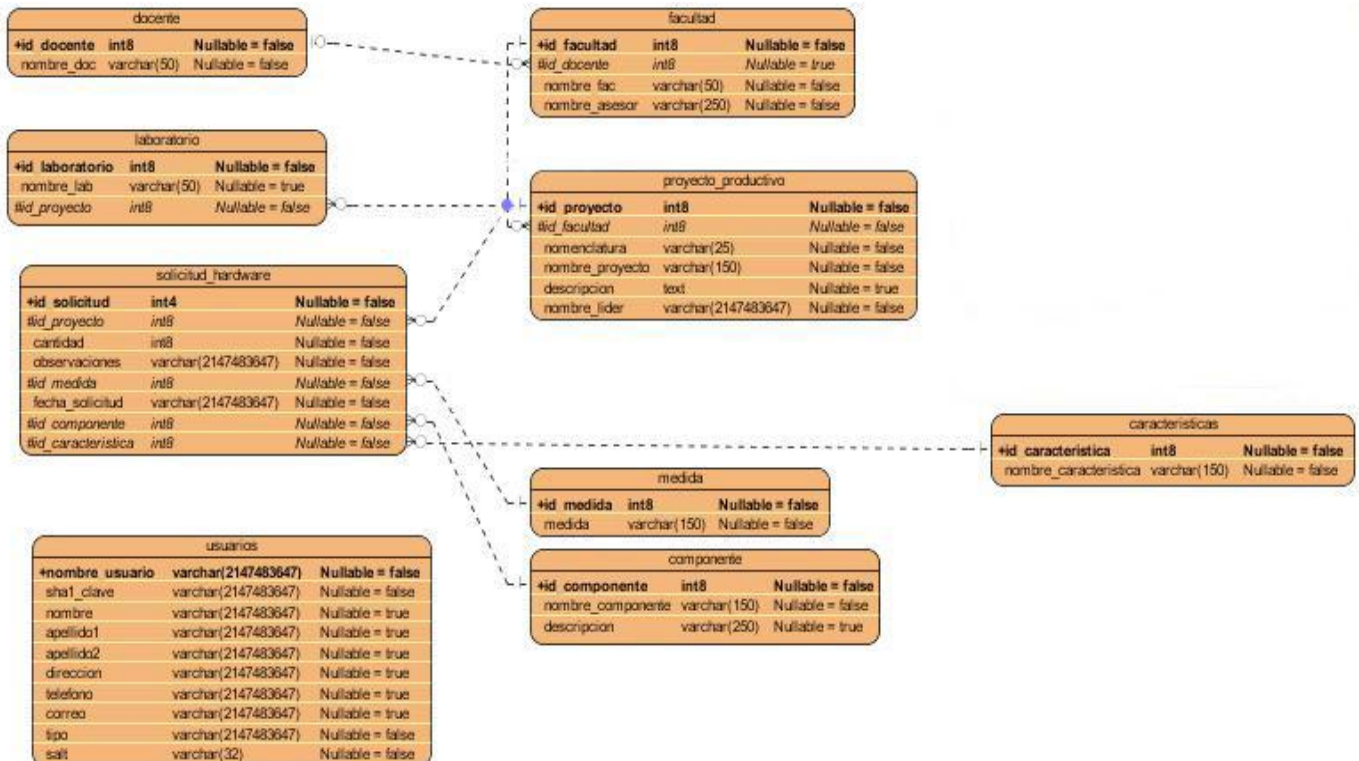 docente
+id_docente int8 Nullable = false
nombre_doc varchar(50) Nullable = false
facultad
+id_facultad int8 Nullable = false
#id_docente int8 Nullable = true
nombre_fac varchar(50) Nullable = false
nombre_asesor varchar(250) Nullable = false
laboratorio
+id_laboratorio int8 Nullable = false
nombre_lab varchar(50) Nullable = true
#id_proyecto int8 Nullable = false
proyecto_productivo
+id_proyecto int8 Nullable = false
#id_facultad int8 Nullable = false
nomenclatura varchar(25) Nullable = false
nombre_proyecto varchar(150) Nullable = false
descripcion text Nullable = true
nombre_lider varchar(2147483647) Nullable = false
solicitud_hardware
+id_solicitud int4 Nullable = false
#id_proyecto int8 Nullable = false
cantidad int8 Nullable = false
observaciones varchar(2147483647) Nullable = false
#id_medida int8 Nullable = false
fecha_solicitud varchar(2147483647) Nullable = false
#id_componente int8 Nullable = false
#id_caracteristica int8 Nullable = false
caracteristicas
+id_caracteristica int8 Nullable = false
nombre_caracteristica varchar(150) Nullable = false
medida
+id_medida int8 Nullable = false
medida varchar(150) Nullable = false
componente
+id_componente int8 Nullable = false
nombre_componente varchar(150) Nullable = false
descripcion varchar(250) Nullable = true
usuarios
+nombre_usuario varchar(2147483647) Nullable = false
sha1_clave varchar(2147483647) Nullable = false
nombre varchar(2147483647) Nullable = true
apellido1 varchar(2147483647) Nullable = true
apellido2 varchar(2147483647) Nullable = true
direccion varchar(2147483647) Nullable = true
telefono varchar(2147483647) Nullable = true
correo varchar(2147483647) Nullable = true
tipo varchar(2147483647) Nullable = false
salt varchar(32) Nullable = false